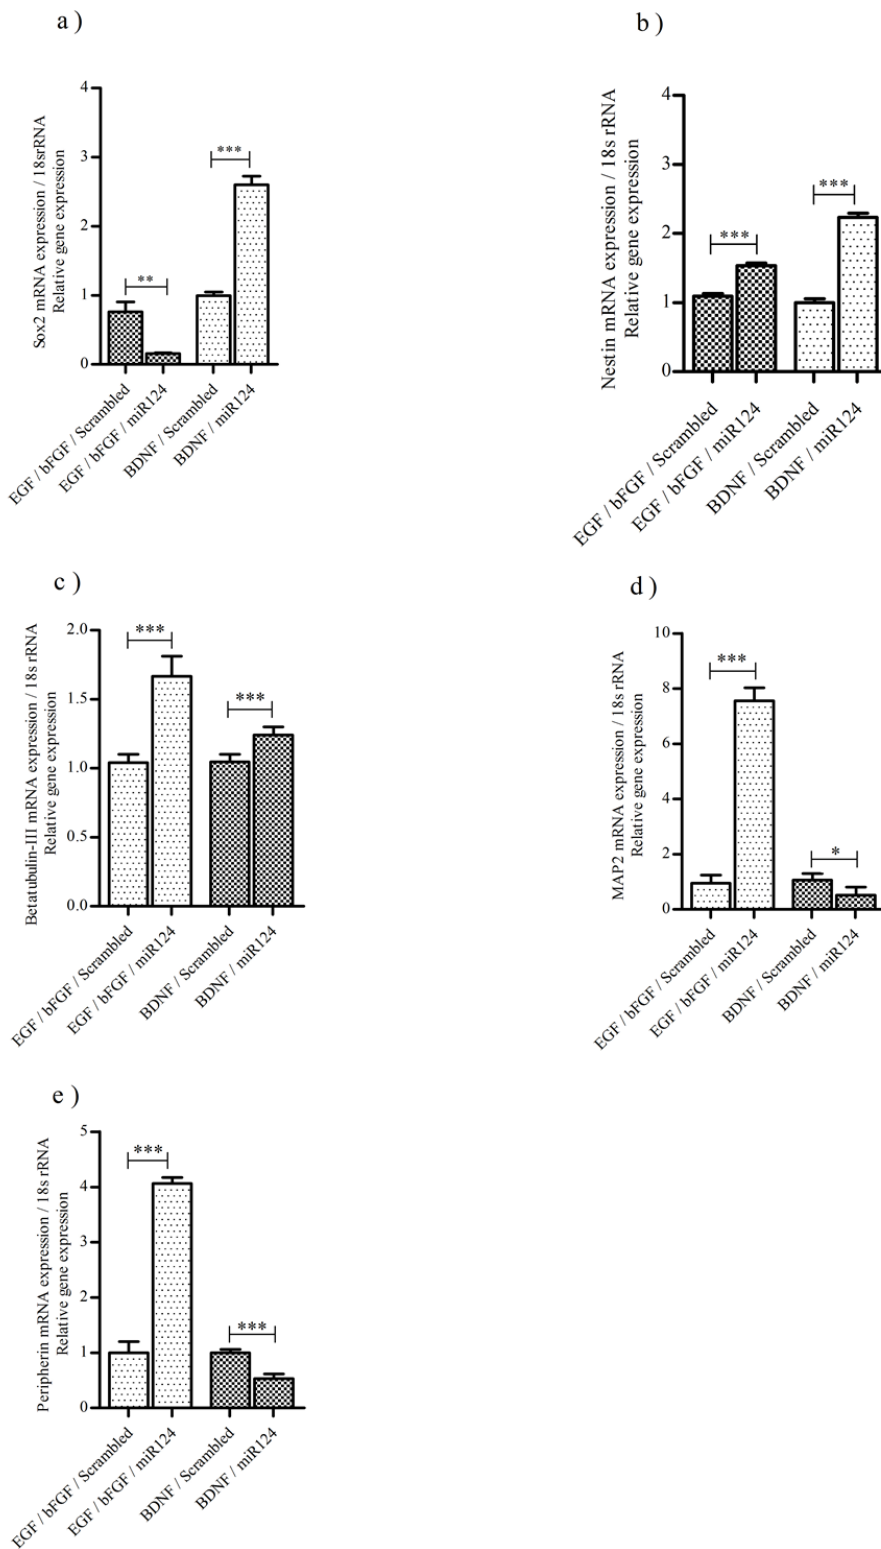 a )
Sox2 mRNA expression / 18srRNA
Relative gene expression
4
3
2
1
0
**
***
EGF / bFGF / Scrambled
EGF / bFGF / miR124
BDNF / Scrambled
BDNF / miR124
b )
Nestin mRNA expression / 18s rRNA
Relative gene expression
4
3
2
1
0
***
***
EGF / bFGF / Scrambled
EGF / bFGF / miR124
BDNF / Scrambled
BDNF / miR124
c )
Betatubulin-III mRNA expression / 18s rRNA
Relative gene expression
2.0
1.5
1.0
0.5
0.0
***
***
EGF / bFGF / Scrambled
EGF / bFGF / miR124
BDNF / Scrambled
BDNF / miR124
d )
MAP2 mRNA expression / 18s rRNA
Relative gene expression
10
8
6
4
2
0
***
*
EGF / bFGF / Scrambled
EGF / bFGF / miR124
BDNF / Scrambled
BDNF / miR124
e )
Peripherin mRNA expression / 18s rRNA
Relative gene expression
5
4
3
2
1
0
***
***
EGF / bFGF / Scrambled
EGF / bFGF / miR124
BDNF / Scrambled
BDNF / miR124